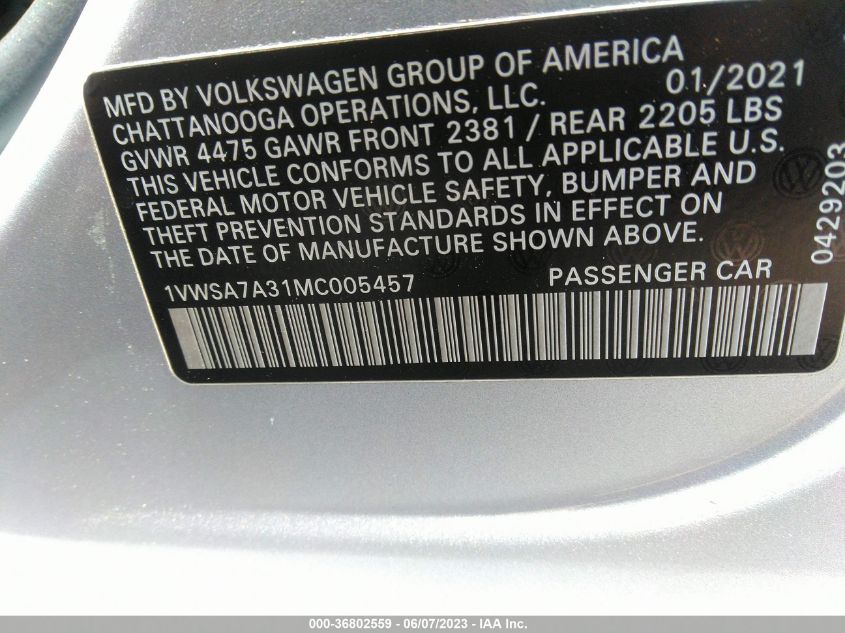 MFD BY VOLKSWAGEN GROUP OF AMERICA 01/2021
CHATTANOOGA OPERATIONS, LLC.
GVWR 4475 GAWR FRONT 2381 / REAR 2205 LBS
THIS VEHICLE CONFORMS TO ALL APPLICABLE U.S.
FEDERAL MOTOR VEHICLE SAFETY, BUMPER AND
THEFT PREVENTION STANDARDS IN EFFECT ON
THE DATE OF MANUFACTURE SHOWN ABOVE.
1VWSA7A31MC005457 PASSENGER CAR
0429203
000-36802559 - 06/07/2023 - IAA Inc.